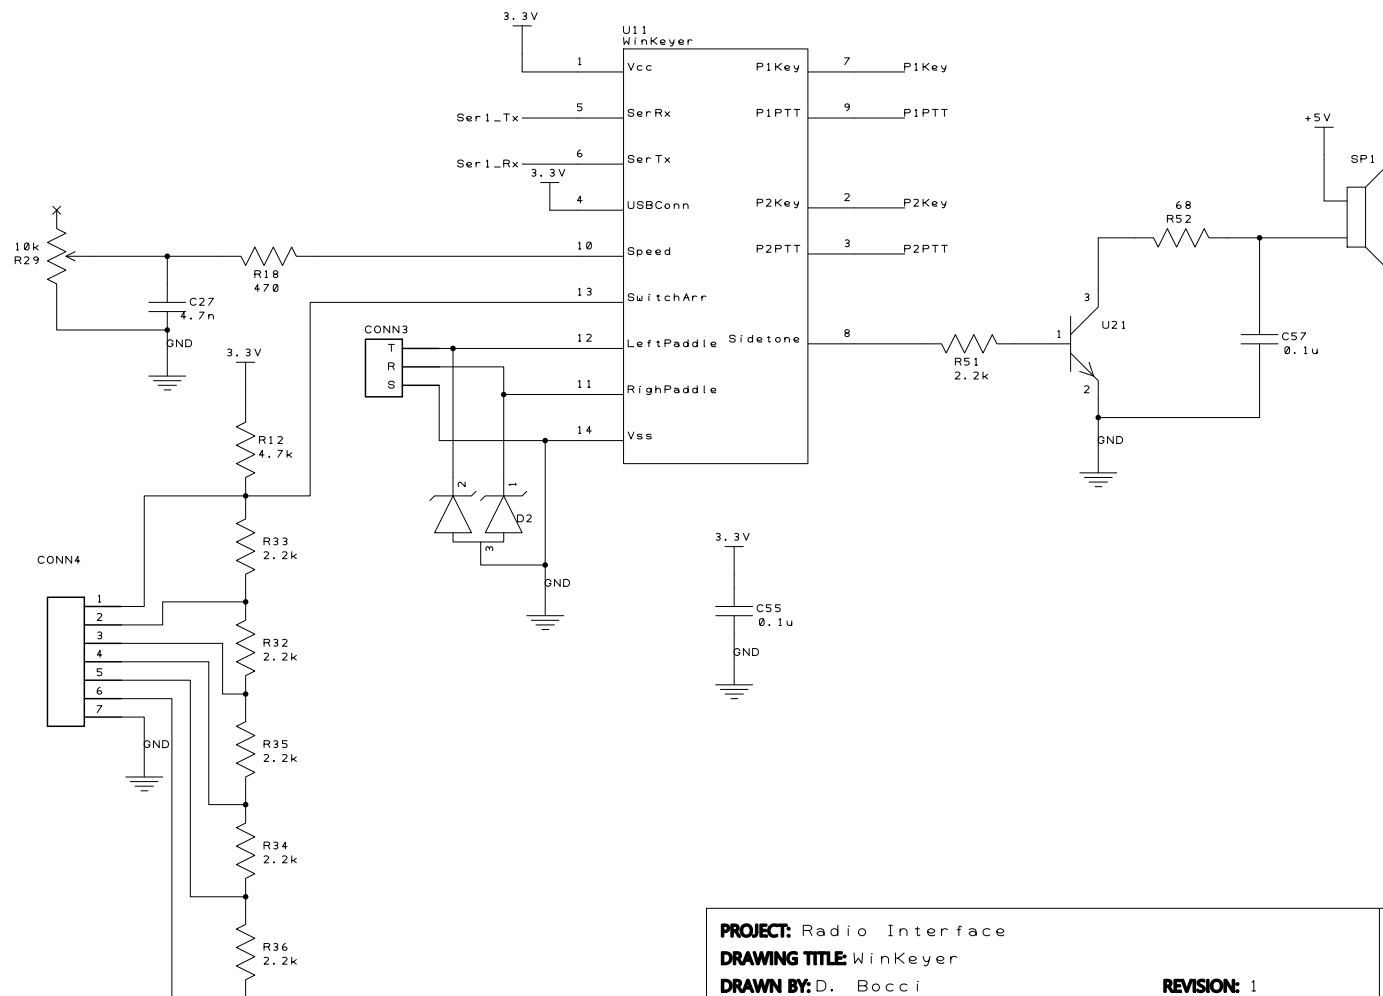 3.3V
U11
WinKeyer
1 Vcc
P1Key 7 P1Key
Ser1_Tx 5 SerRx
P1PTT 9 P1PTT
+5V
Ser1_Rx 6 SerTx
SP1
3.3V
4 USBConn
P2Key 2 P2Key
68
R52
10k
R29
10 Speed
P2PTT 3 P2PTT
R18
470
13 SwitchArr
3
C27
4.7n
U21
CONN3
GND
T
12 LeftPaddle
Sidetone 8
1
C57
0.1u
3.3V
R
R51
2.2k
S
11 RighPaddle
2
14 Vss
R12
4.7k
GND
2
1
D2
3
R33
2.2k
3.3V
CONN4
GND
1
2
3
4
5
6
7
C55
0.1u
R32
2.2k
GND
GND
R35
2.2k
R34
2.2k
R36
2.2k
PROJECT: Radio Interface
DRAWING TITLE: WinKeyer
DRAWN BY: D. Bocci
REVISION: 1